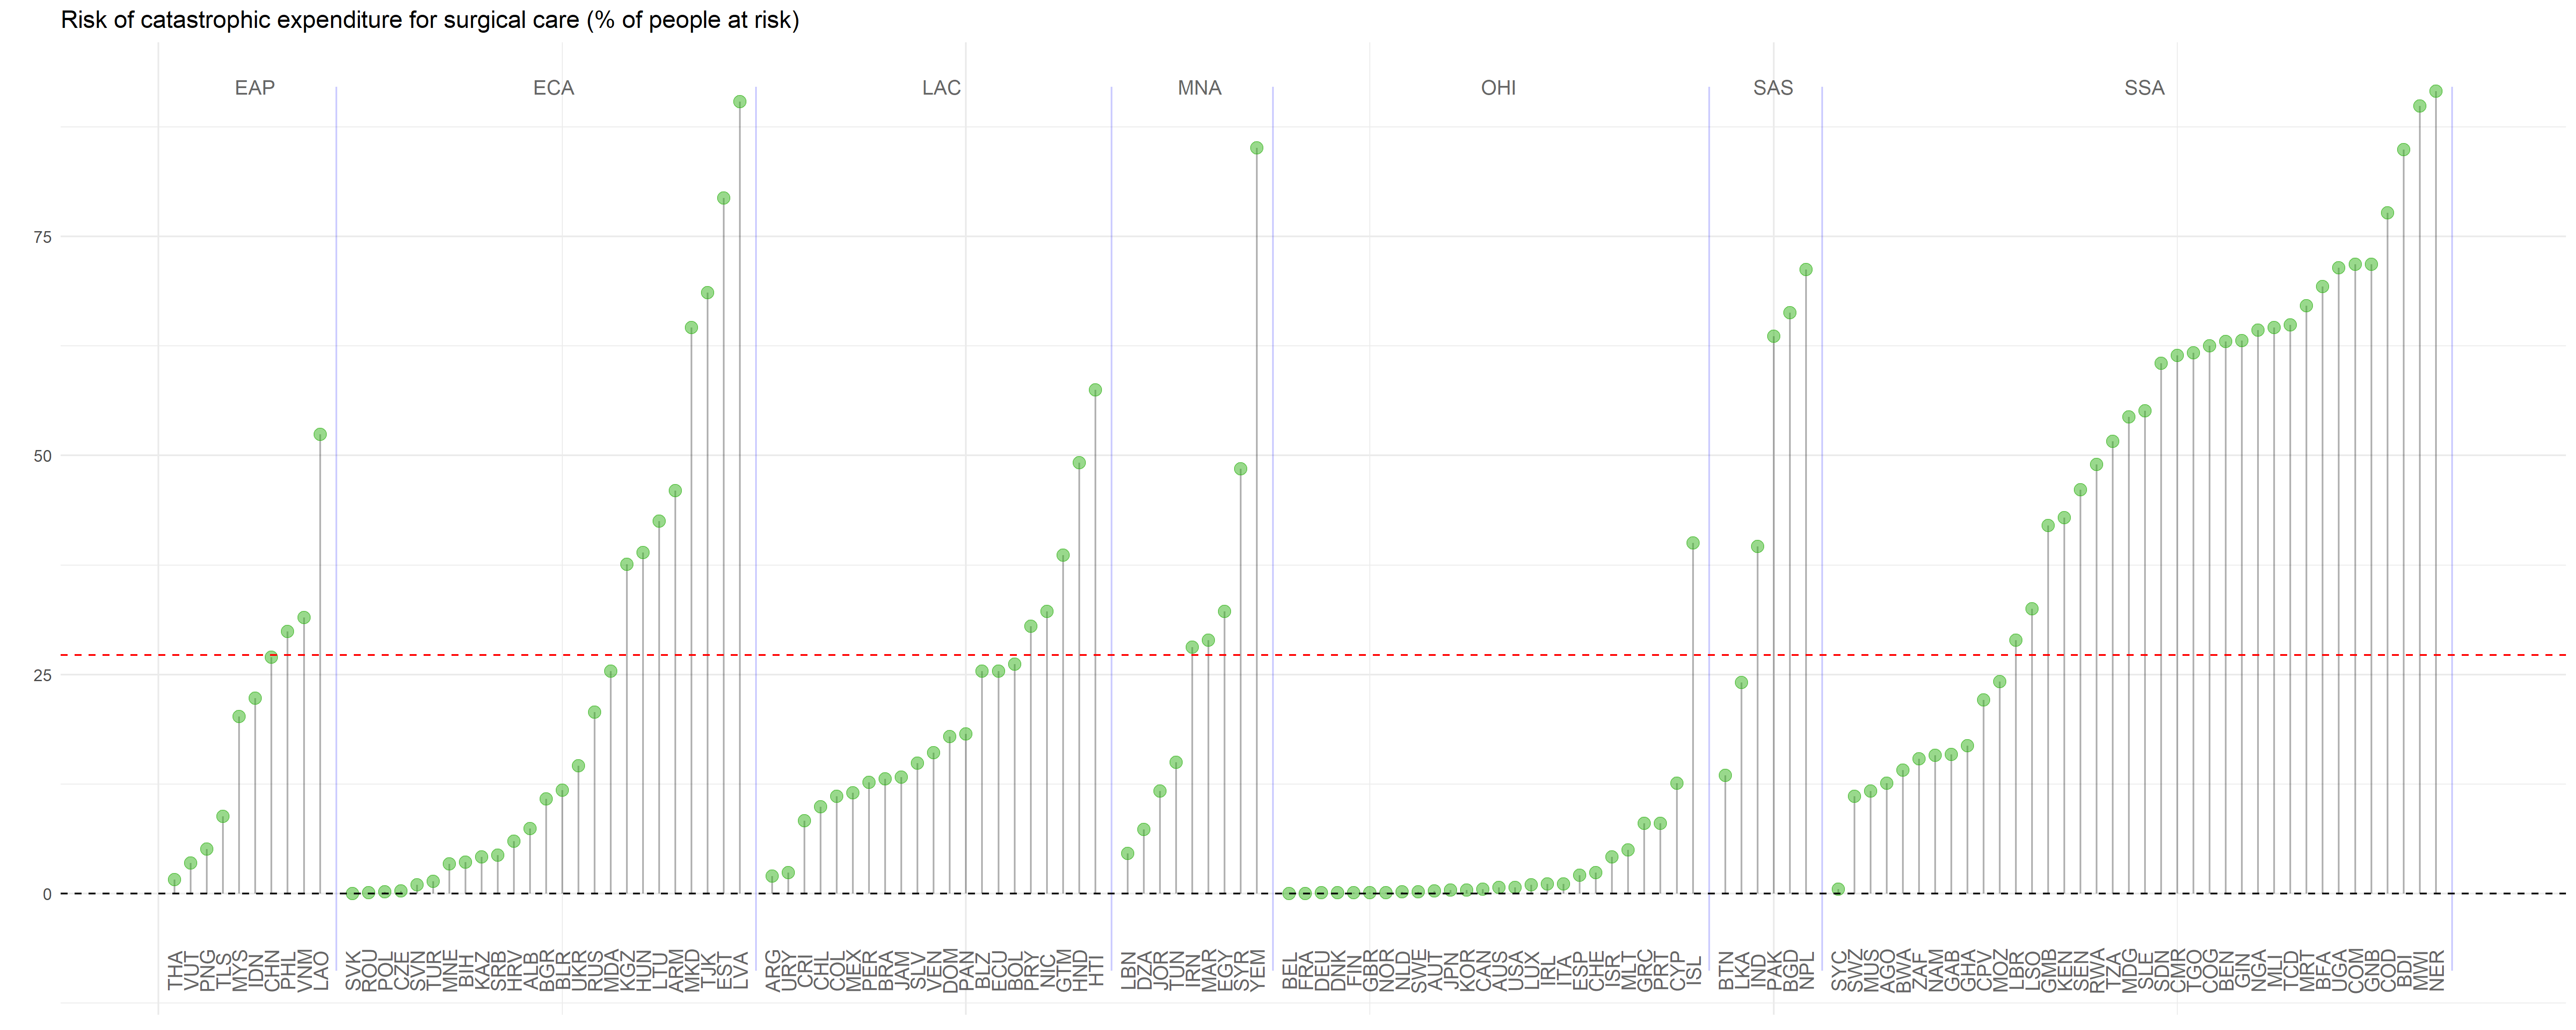 Risk of catastrophic expenditure for surgical care (% of people at risk)
EAP ECA LAC MNA OHI SAS SSA
75
50
25
0
THA VUT PNG TLS MYS IDN CHN PHL VNM LAO SVK ROU POL CZE SVN TUR MNE BIH KAZ SRB HRV ALB BGR BLR UKR RUS MDA KGZ HUN LTU ARM MKD TJK EST LVA ARG URY CRI CHL COL MEX PER BRA JAM SLV VEN DOM PAN BLZ ECU BOL PRY NIC GTM HND HTI LBN DZA JOR TUN IRN MAR EGY SYR YEM BEL FRA DEU DNK FIN GBR NOR NLD SWE AUT JPN KOR CAN AUS USA LUX IRL ITA ESP CHE ISR MLT GRC PRT CYP ISL BTN LKA IND PAK BGD NPL SYC SWZ MUS AGO BWA ZAF NAM GAB GHA CPV MOZ LBR LSO GMB KEN SEN RWA TZA MDG SLE SDN CMR TGO COG BEN GIN NGA MLI TCD MRT BFA UGA COM GNB COD BDI MWI NER